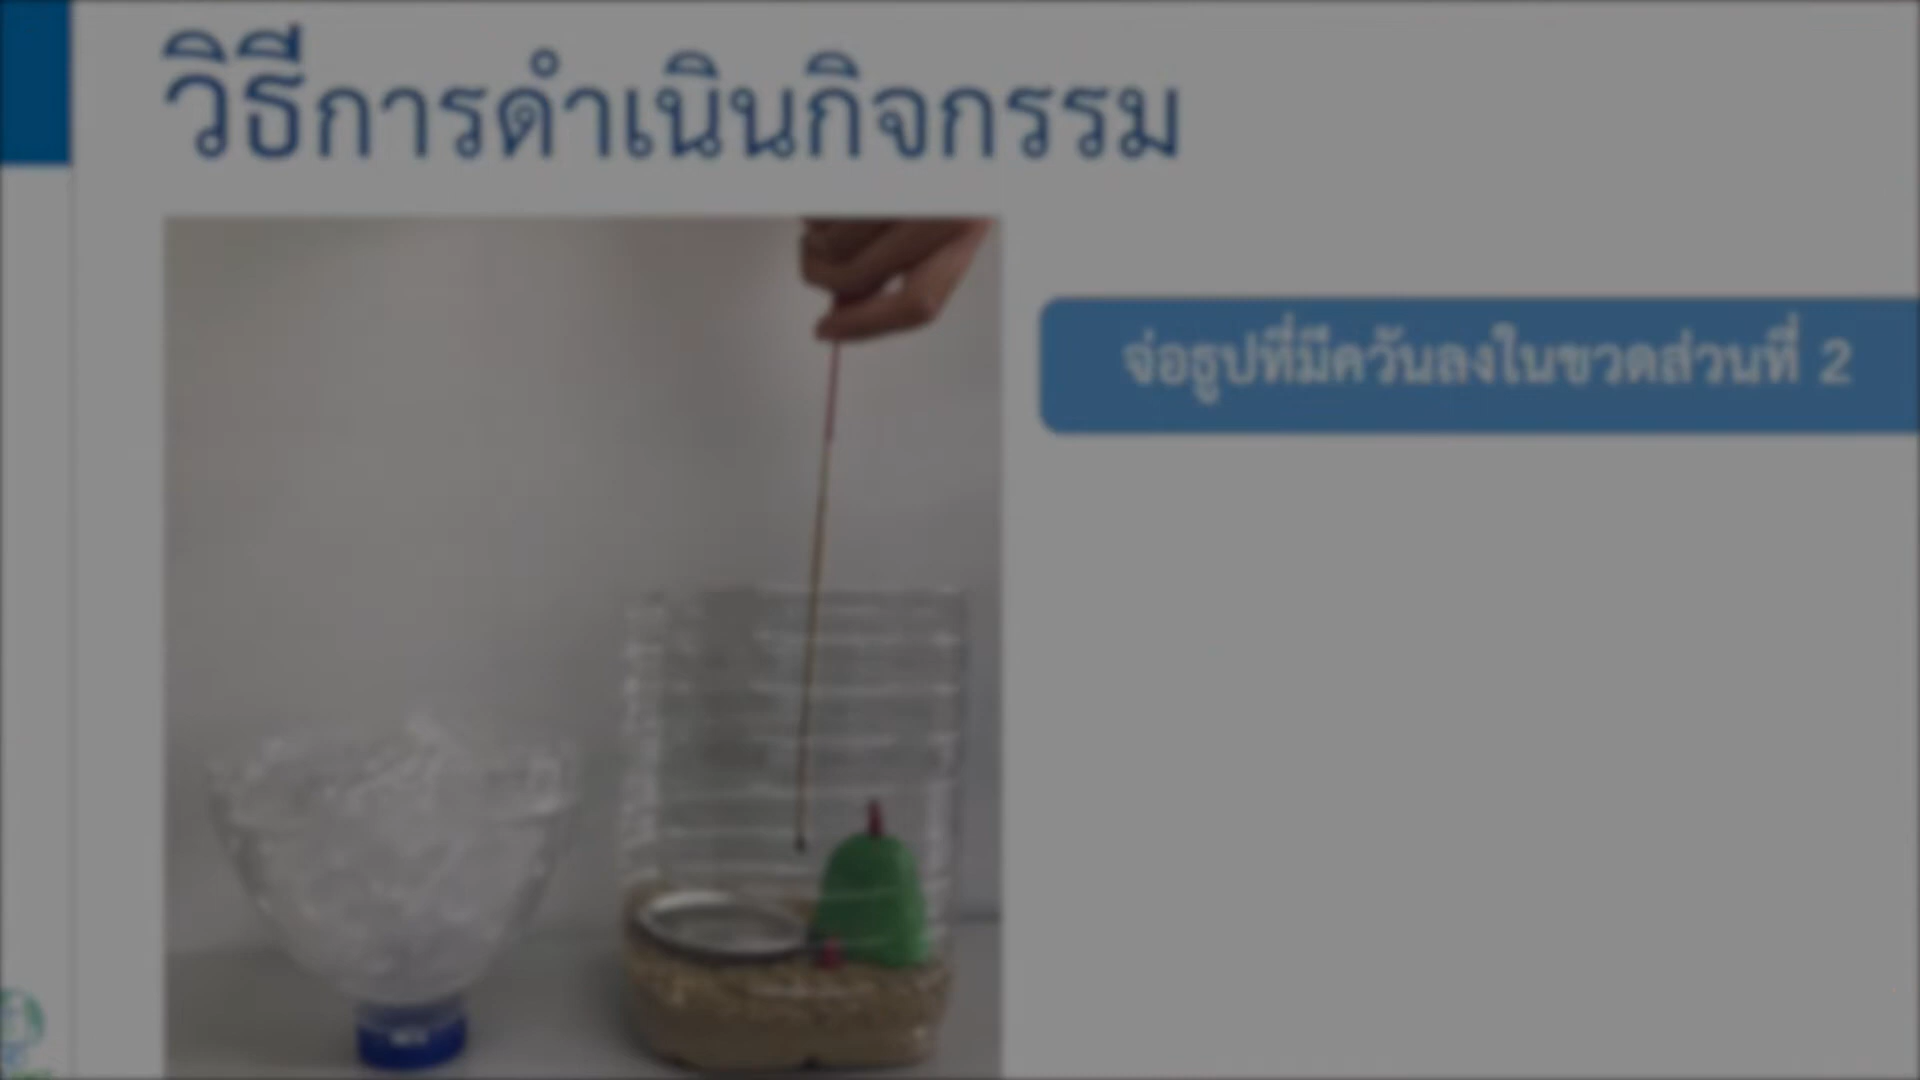 วิธีการดำเนินกิจกรรม
จ่อธูปที่มีควันลงในขวดส่วนที่ 2